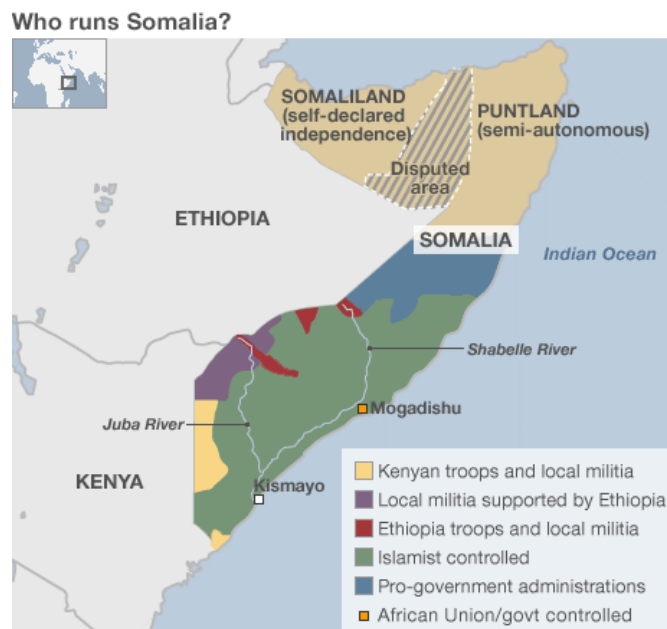 Who runs Somalia?
SOMALILAND
(self-declared
independence)
PUNTLAND
(semi-autonomous)
Disputed
area
ETHIOPIA
SOMALIA
Indian Ocean
Shabelle River
Mogadishu
Juba River
KENYA
Kismayo
Kenyan troops and local militia
Local militia supported by Ethiopia
Ethiopia troops and local militia
Islamist controlled
Pro-government administrations
African Union/govt controlled